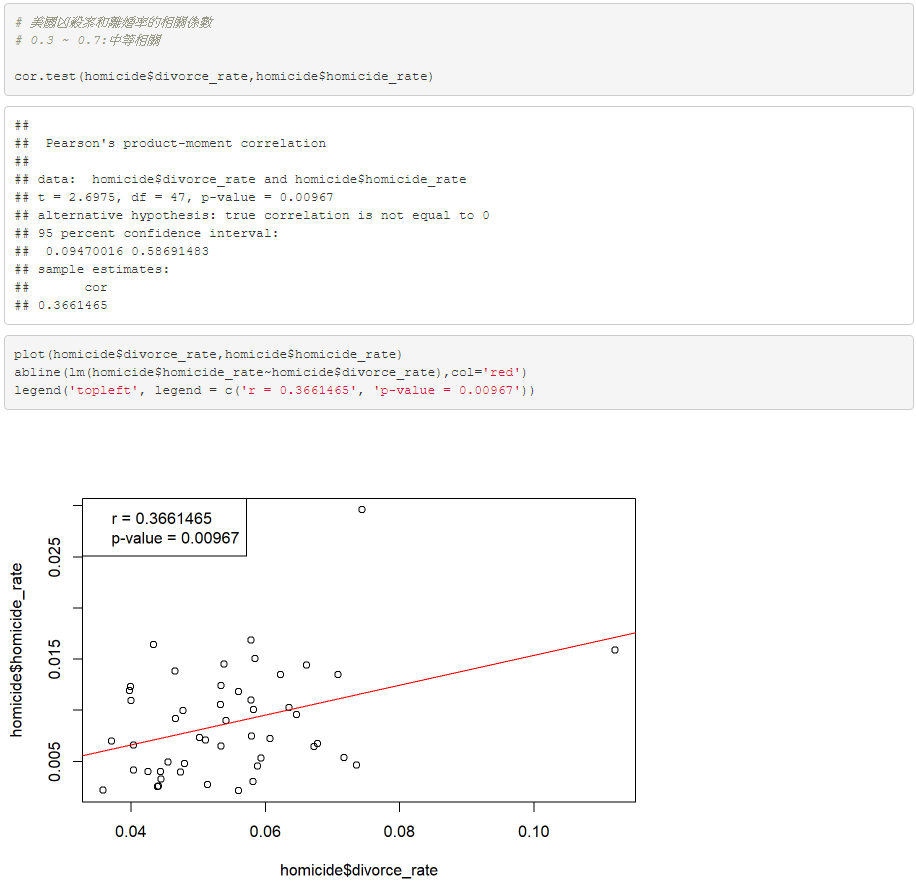 # 美國凶殺案和離婚率的相關係數
# 0.3 ~ 0.7:中等相關
cor.test(homicide$divorce_rate,homicide$homicide_rate)
##
##  Pearson's product-moment correlation
##
## data:  homicide$divorce_rate and homicide$homicide_rate
## t = 2.6975, df = 47, p-value = 0.00967
## alternative hypothesis: true correlation is not equal to 0
## 95 percent confidence interval:
##  0.09470016 0.58691483
## sample estimates:
##       cor
## 0.3661465
plot(homicide$divorce_rate,homicide$homicide_rate)
abline(lm(homicide$homicide_rate~homicide$divorce_rate),col='red')
legend('topleft', legend = c('r = 0.3661465', 'p-value = 0.00967'))
r = 0.3661465
p-value = 0.00967
homicide$homicide_rate
0.025
0.015
0.005
0.04 0.06 0.08 0.10
homicide$divorce_rate